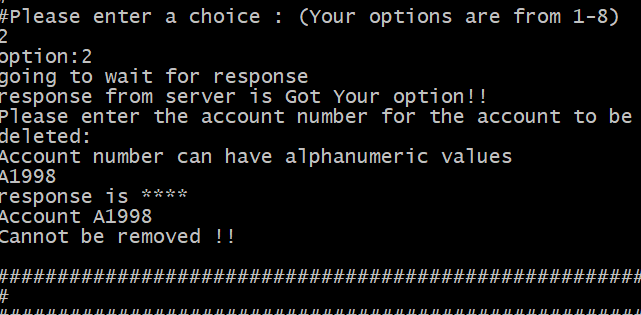 #Please enter a choice : (Your options are from 1-8)
2
option:2
going to wait for response
response from server is Got Your option!!
Please enter the account number for the account to be
deleted:
Account number can have alphanumeric values
A1998
response is ****
Account A1998
Cannot be removed !!
######################################################
#
######################################################